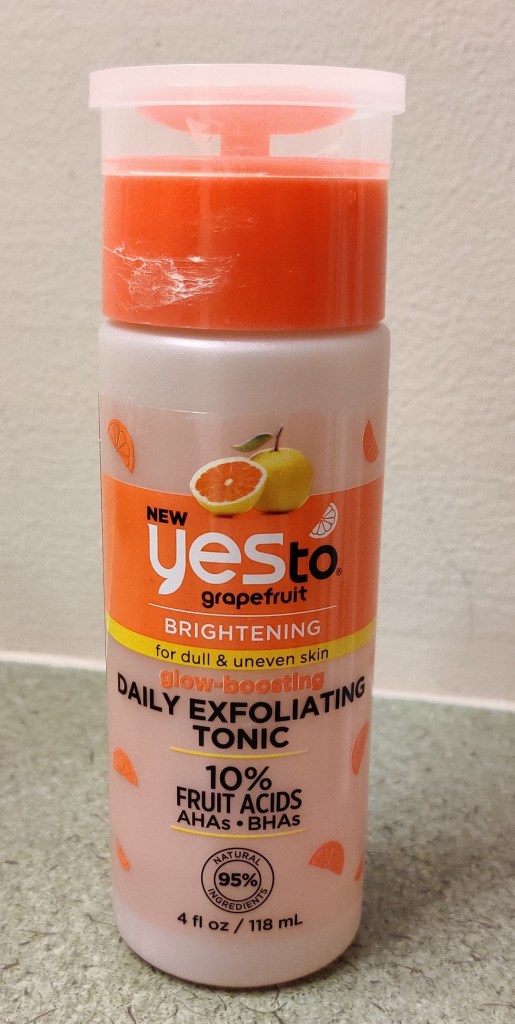 NEW
yesto®
grapefruit
BRIGHTENING
for dull & uneven skin
glow-boosting
DAILY EXFOLIATING
TONIC
10%
FRUIT ACIDS
AHAs • BHAs
NATURAL
95%
INGREDIENTS
4 fl oz / 118 mL